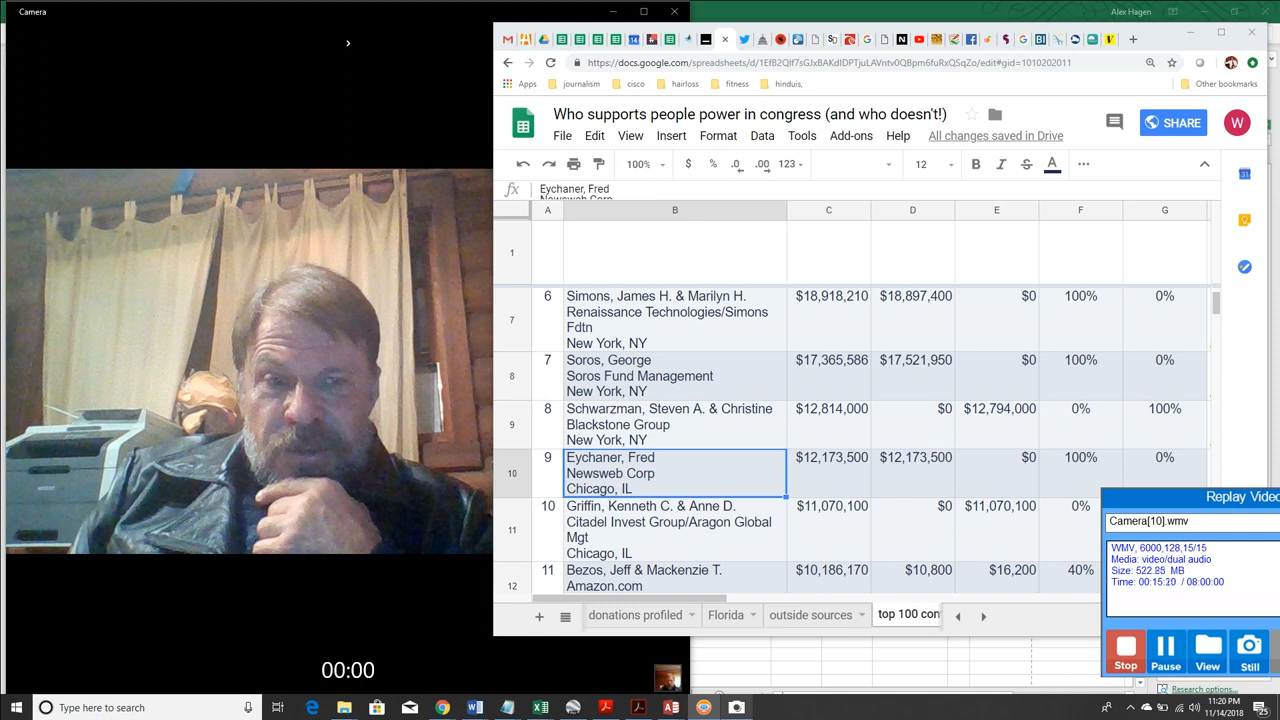 Camera
Alex Hagen
https://docs.google.com/spreadsheets/d/1EfB2QIf7sGJxBAKdIDPTjuLAVntv0QBpm6fuRxQSqZo/edit#gid=1010202011
Apps journalism cisco hairloss fitness hinduis, Other bookmarks
Who supports people power in congress (and who doesn't!)
SHARE
W
File Edit View Insert Format Data Tools Add-ons Help All changes saved in Drive
100% $ % .0 .00 123 12 B I S A
fx Eychaner, Fred
Newsweb Corp
A B C D E F G
1
7 6 Simons, James H. & Marilyn H. $18,918,210 $18,897,400 $0 100% 0%
Renaissance Technologies/Simons
Fdtn
New York, NY
8 7 Soros, George $17,365,586 $17,521,950 $0 100% 0%
Soros Fund Management
New York, NY
9 8 Schwarzman, Steven A. & Christine $12,814,000 $0 $12,794,000 0% 100%
Blackstone Group
New York, NY
10 9 Eychaner, Fred $12,173,500 $12,173,500 $0 100% 0%
Newsweb Corp
Chicago, IL
11 10 Griffin, Kenneth C. & Anne D. $11,070,100 $0 $11,070,100 0%
Citadel Invest Group/Aragon Global
Mgt
Chicago, IL
12 11 Bezos, Jeff & Mackenzie T. $10,186,170 $10,800 $16,200 40%
Amazon.com
donations profiled Florida outside sources top 100 con
Replay Video
Camera[10].wmv
WMV, 6000,128,15/15
Media: video/dual audio
Size: 522.85 MB
Time: 00:15:20 / 08:00:00
Stop Pause View Still
Research options...
00:00
Type here to search
11:20 PM
11/14/2018
25